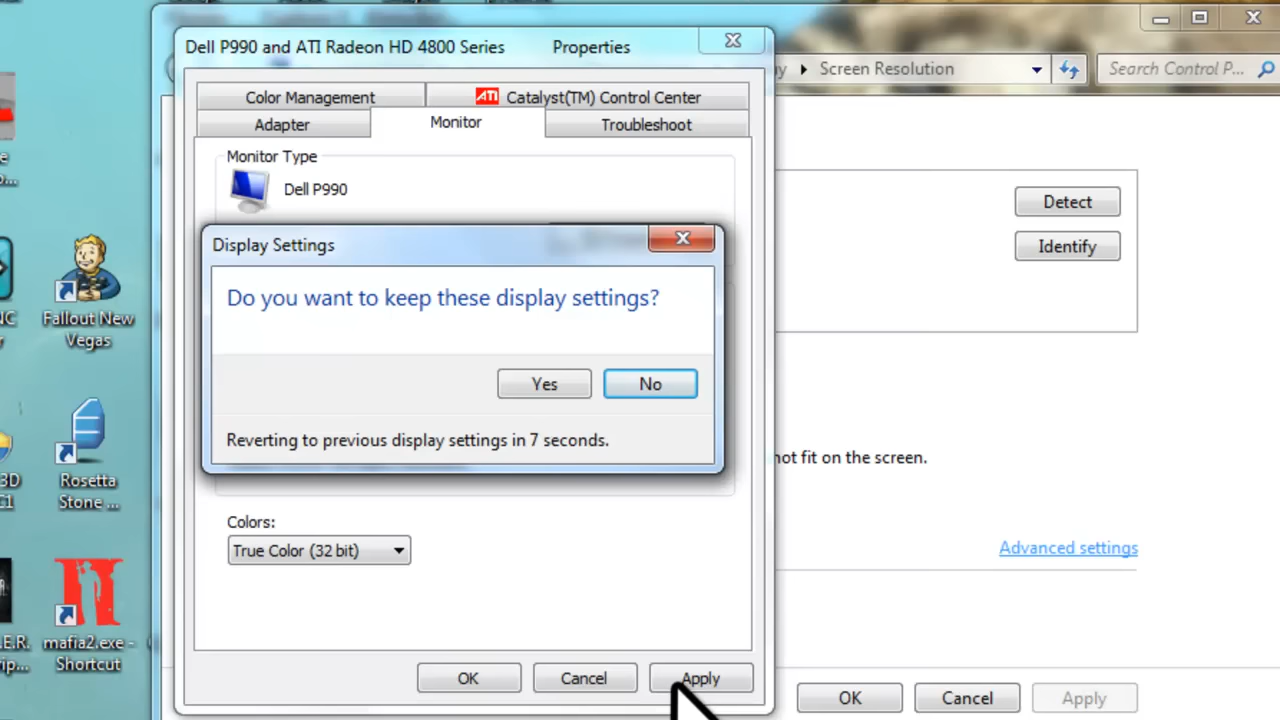 Dell P990 and ATI Radeon HD 4800 Series Properties
Color Management
ATI Catalyst(TM) Control Center
Adapter
Monitor
Troubleshoot
Monitor Type
Dell P990
Display Settings
Do you want to keep these display settings?
Yes
No
Reverting to previous display settings in 7 seconds.
Colors:
True Color (32 bit)
OK
Cancel
Apply
Screen Resolution
Search Control P...
Detect
Identify
not fit on the screen.
Advanced settings
OK
Cancel
Apply
Fallout New
Vegas
Rosetta
Stone ...
mafia2.exe -
Shortcut